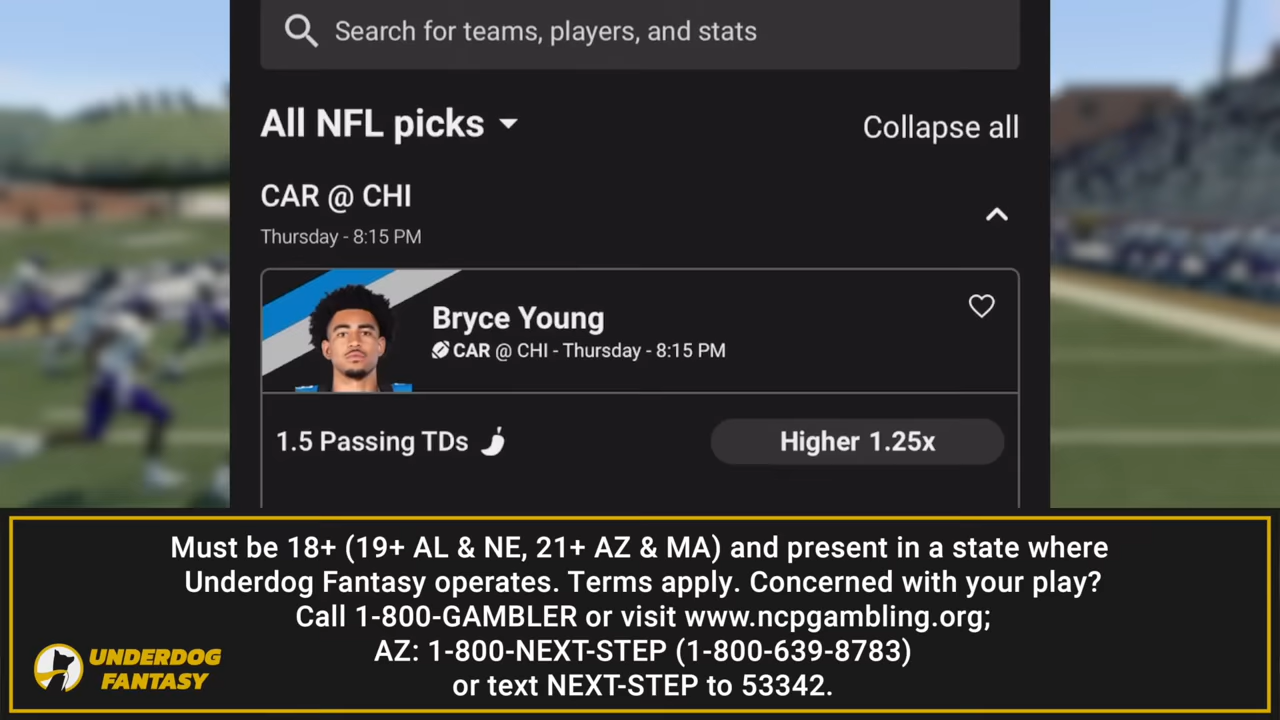 Search for teams, players, and stats
All NFL picks
Collapse all
CAR @ CHI
Thursday - 8:15 PM
Bryce Young
CAR @ CHI - Thursday - 8:15 PM
1.5 Passing TDs
Higher 1.25x
Must be 18+ (19+ AL & NE, 21+ AZ & MA) and present in a state where
Underdog Fantasy operates. Terms apply. Concerned with your play?
Call 1-800-GAMBLER or visit www.ncpgambling.org;
AZ: 1-800-NEXT-STEP (1-800-639-8783)
or text NEXT-STEP to 53342.
UNDERDOG
FANTASY